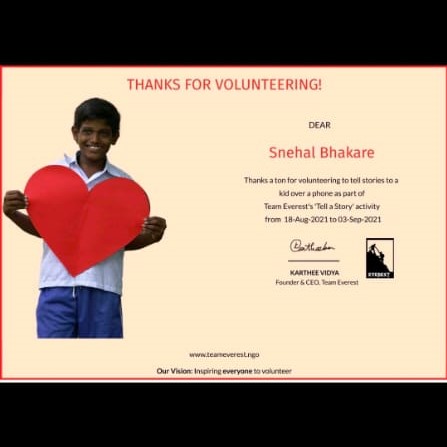 THANKS FOR VOLUNTEERING!
DEAR
Snehal Bhakare
Thanks a ton for volunteering to tell stories to a
kid over a phone as part of
Team Everest's 'Tell a Story' activity
from 18-Aug-2021 to 03-Sep-2021
Karthee
KARTHEE VIDYA
Founder & CEO, Team Everest
EVEREST
www.teameverest.ngo
Our Vision: Inspiring everyone to volunteer